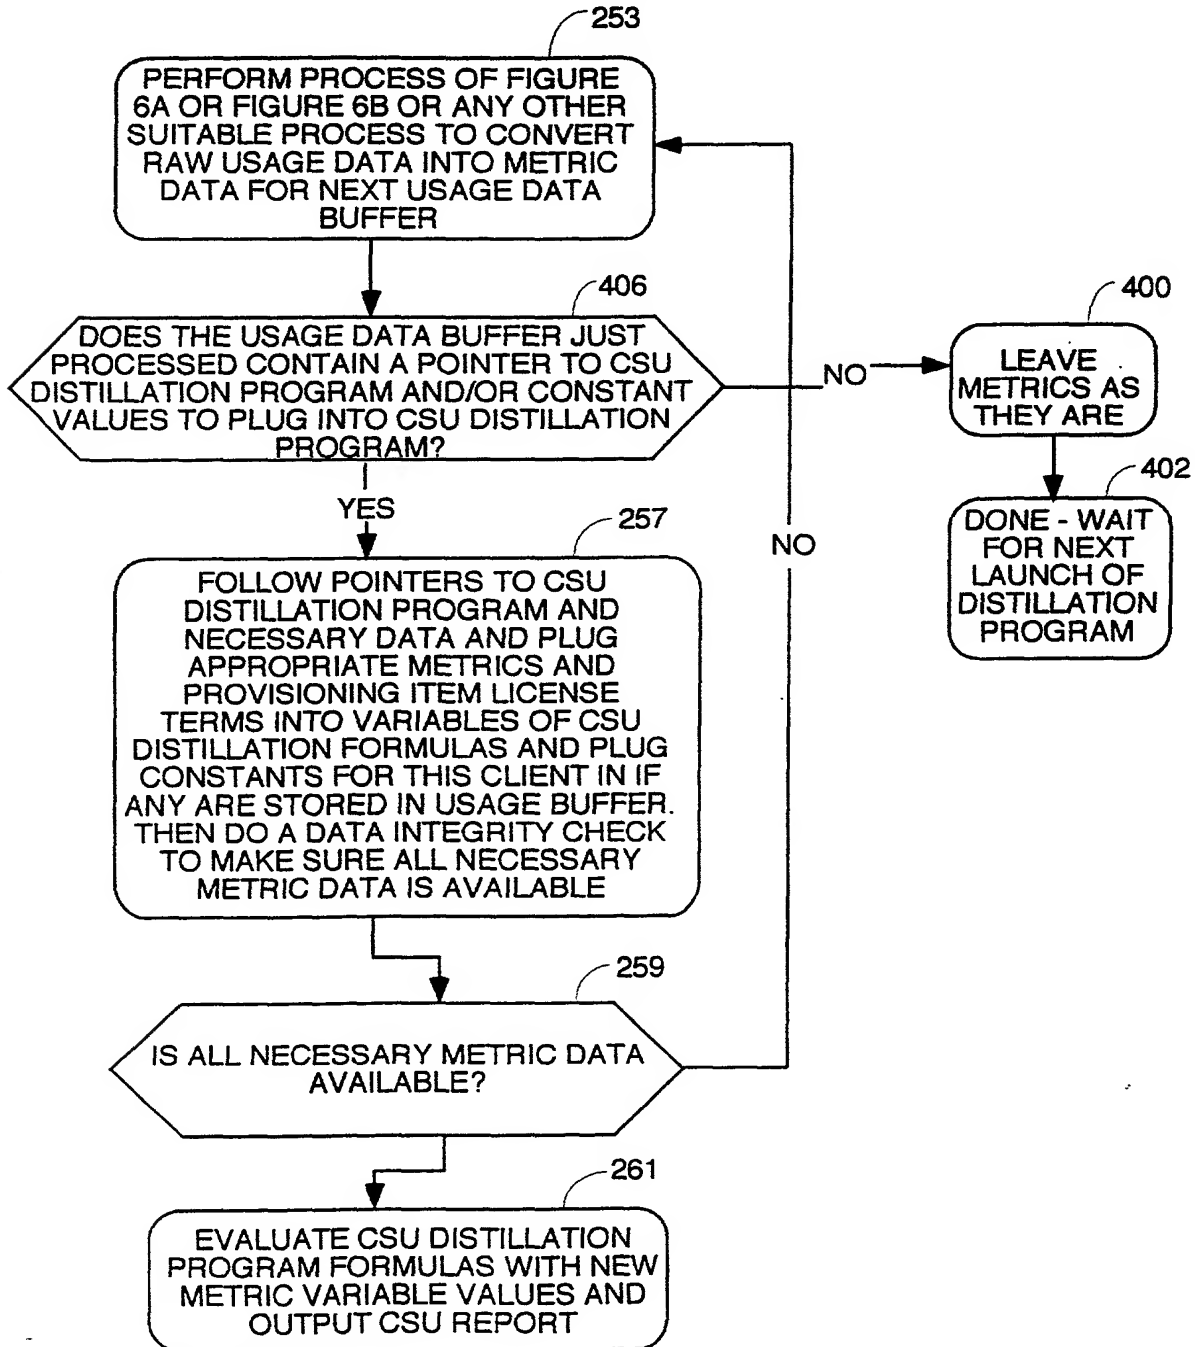 253
PERFORM PROCESS OF FIGURE
6A OR FIGURE 6B OR ANY OTHER
SUITABLE PROCESS TO CONVERT
RAW USAGE DATA INTO METRIC
DATA FOR NEXT USAGE DATA
BUFFER
406
DOES THE USAGE DATA BUFFER JUST
PROCESSED CONTAIN A POINTER TO CSU
DISTILLATION PROGRAM AND/OR CONSTANT
VALUES TO PLUG INTO CSU DISTILLATION
PROGRAM?
NO
400
LEAVE
METRICS AS
THEY ARE
402
DONE - WAIT
FOR NEXT
LAUNCH OF
DISTILLATION
PROGRAM
YES
NO
257
FOLLOW POINTERS TO CSU
DISTILLATION PROGRAM AND
NECESSARY DATA AND PLUG
APPROPRIATE METRICS AND
PROVISIONING ITEM LICENSE
TERMS INTO VARIABLES OF CSU
DISTILLATION FORMULAS AND PLUG
CONSTANTS FOR THIS CLIENT IN IF
ANY ARE STORED IN USAGE BUFFER.
THEN DO A DATA INTEGRITY CHECK
TO MAKE SURE ALL NECESSARY
METRIC DATA IS AVAILABLE
259
IS ALL NECESSARY METRIC DATA
AVAILABLE?
261
EVALUATE CSU DISTILLATION
PROGRAM FORMULAS WITH NEW
METRIC VARIABLE VALUES AND
OUTPUT CSU REPORT